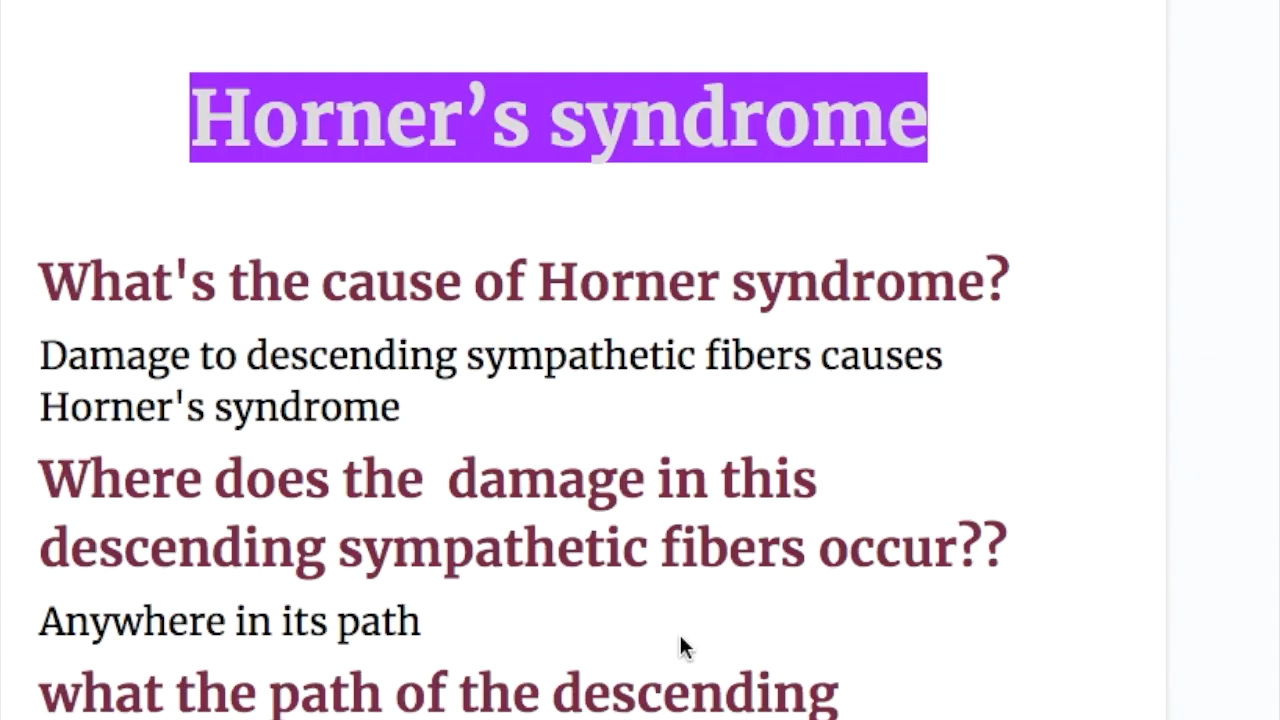 Horner’s syndrome
What's the cause of Horner syndrome?
Damage to descending sympathetic fibers causes
Horner's syndrome
Where does the  damage in this
descending sympathetic fibers occur??
Anywhere in its path
what the path of the descending